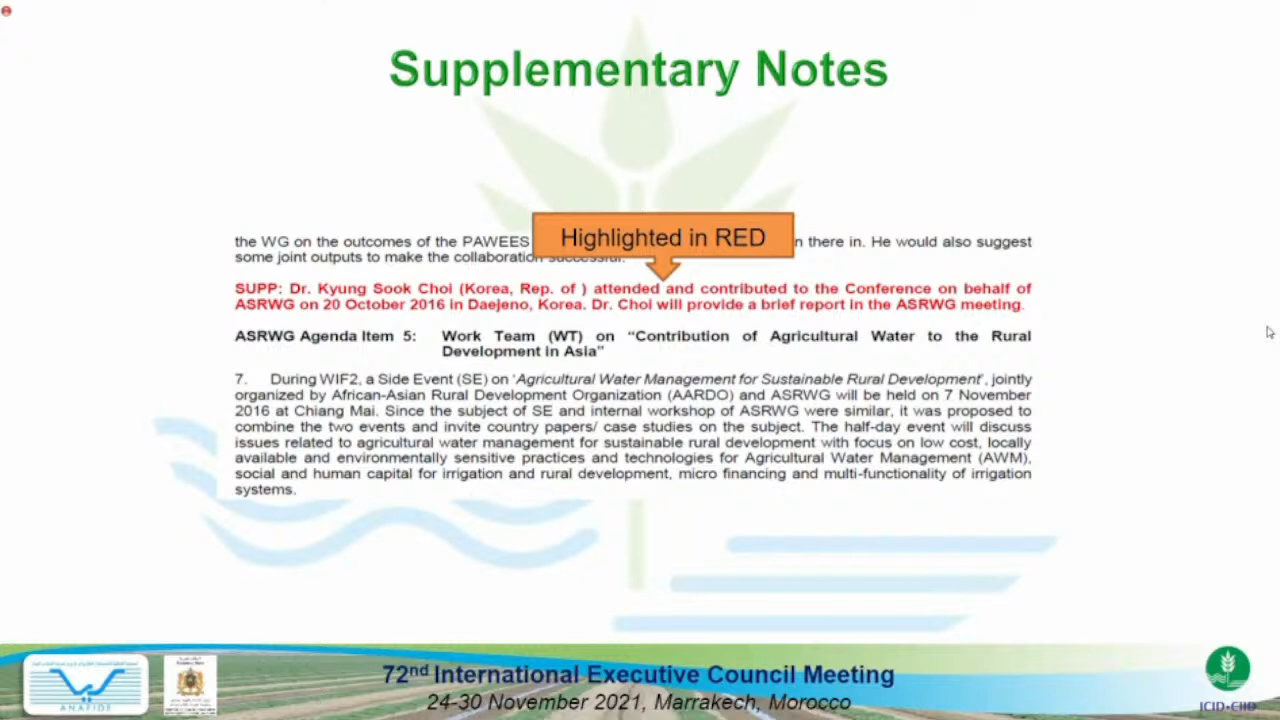 Supplementary Notes
Highlighted in RED
the WG on the outcomes of the PAWEES n there in. He would also suggest
some joint outputs to make the collaboration successful.
SUPP: Dr. Kyung Sook Choi (Korea, Rep. of ) attended and contributed to the Conference on behalf of
ASRWG on 20 October 2016 in Daejeno, Korea. Dr. Choi will provide a brief report in the ASRWG meeting.
ASRWG Agenda Item 5: Work Team (WT) on “Contribution of Agricultural Water to the Rural
Development in Asia”
7. During WIF2, a Side Event (SE) on ‘Agricultural Water Management for Sustainable Rural Development’, jointly
organized by African-Asian Rural Development Organization (AARDO) and ASRWG will be held on 7 November
2016 at Chiang Mai. Since the subject of SE and internal workshop of ASRWG were similar, it was proposed to
combine the two events and invite country papers/ case studies on the subject. The half-day event will discuss
issues related to agricultural water management for sustainable rural development with focus on low cost, locally
available and environmentally sensitive practices and technologies for Agricultural Water Management (AWM),
social and human capital for irrigation and rural development, micro financing and multi-functionality of irrigation
systems.
72nd International Executive Council Meeting
24-30 November 2021, Marrakech, Morocco
ANAFIDE
ICID•CIID